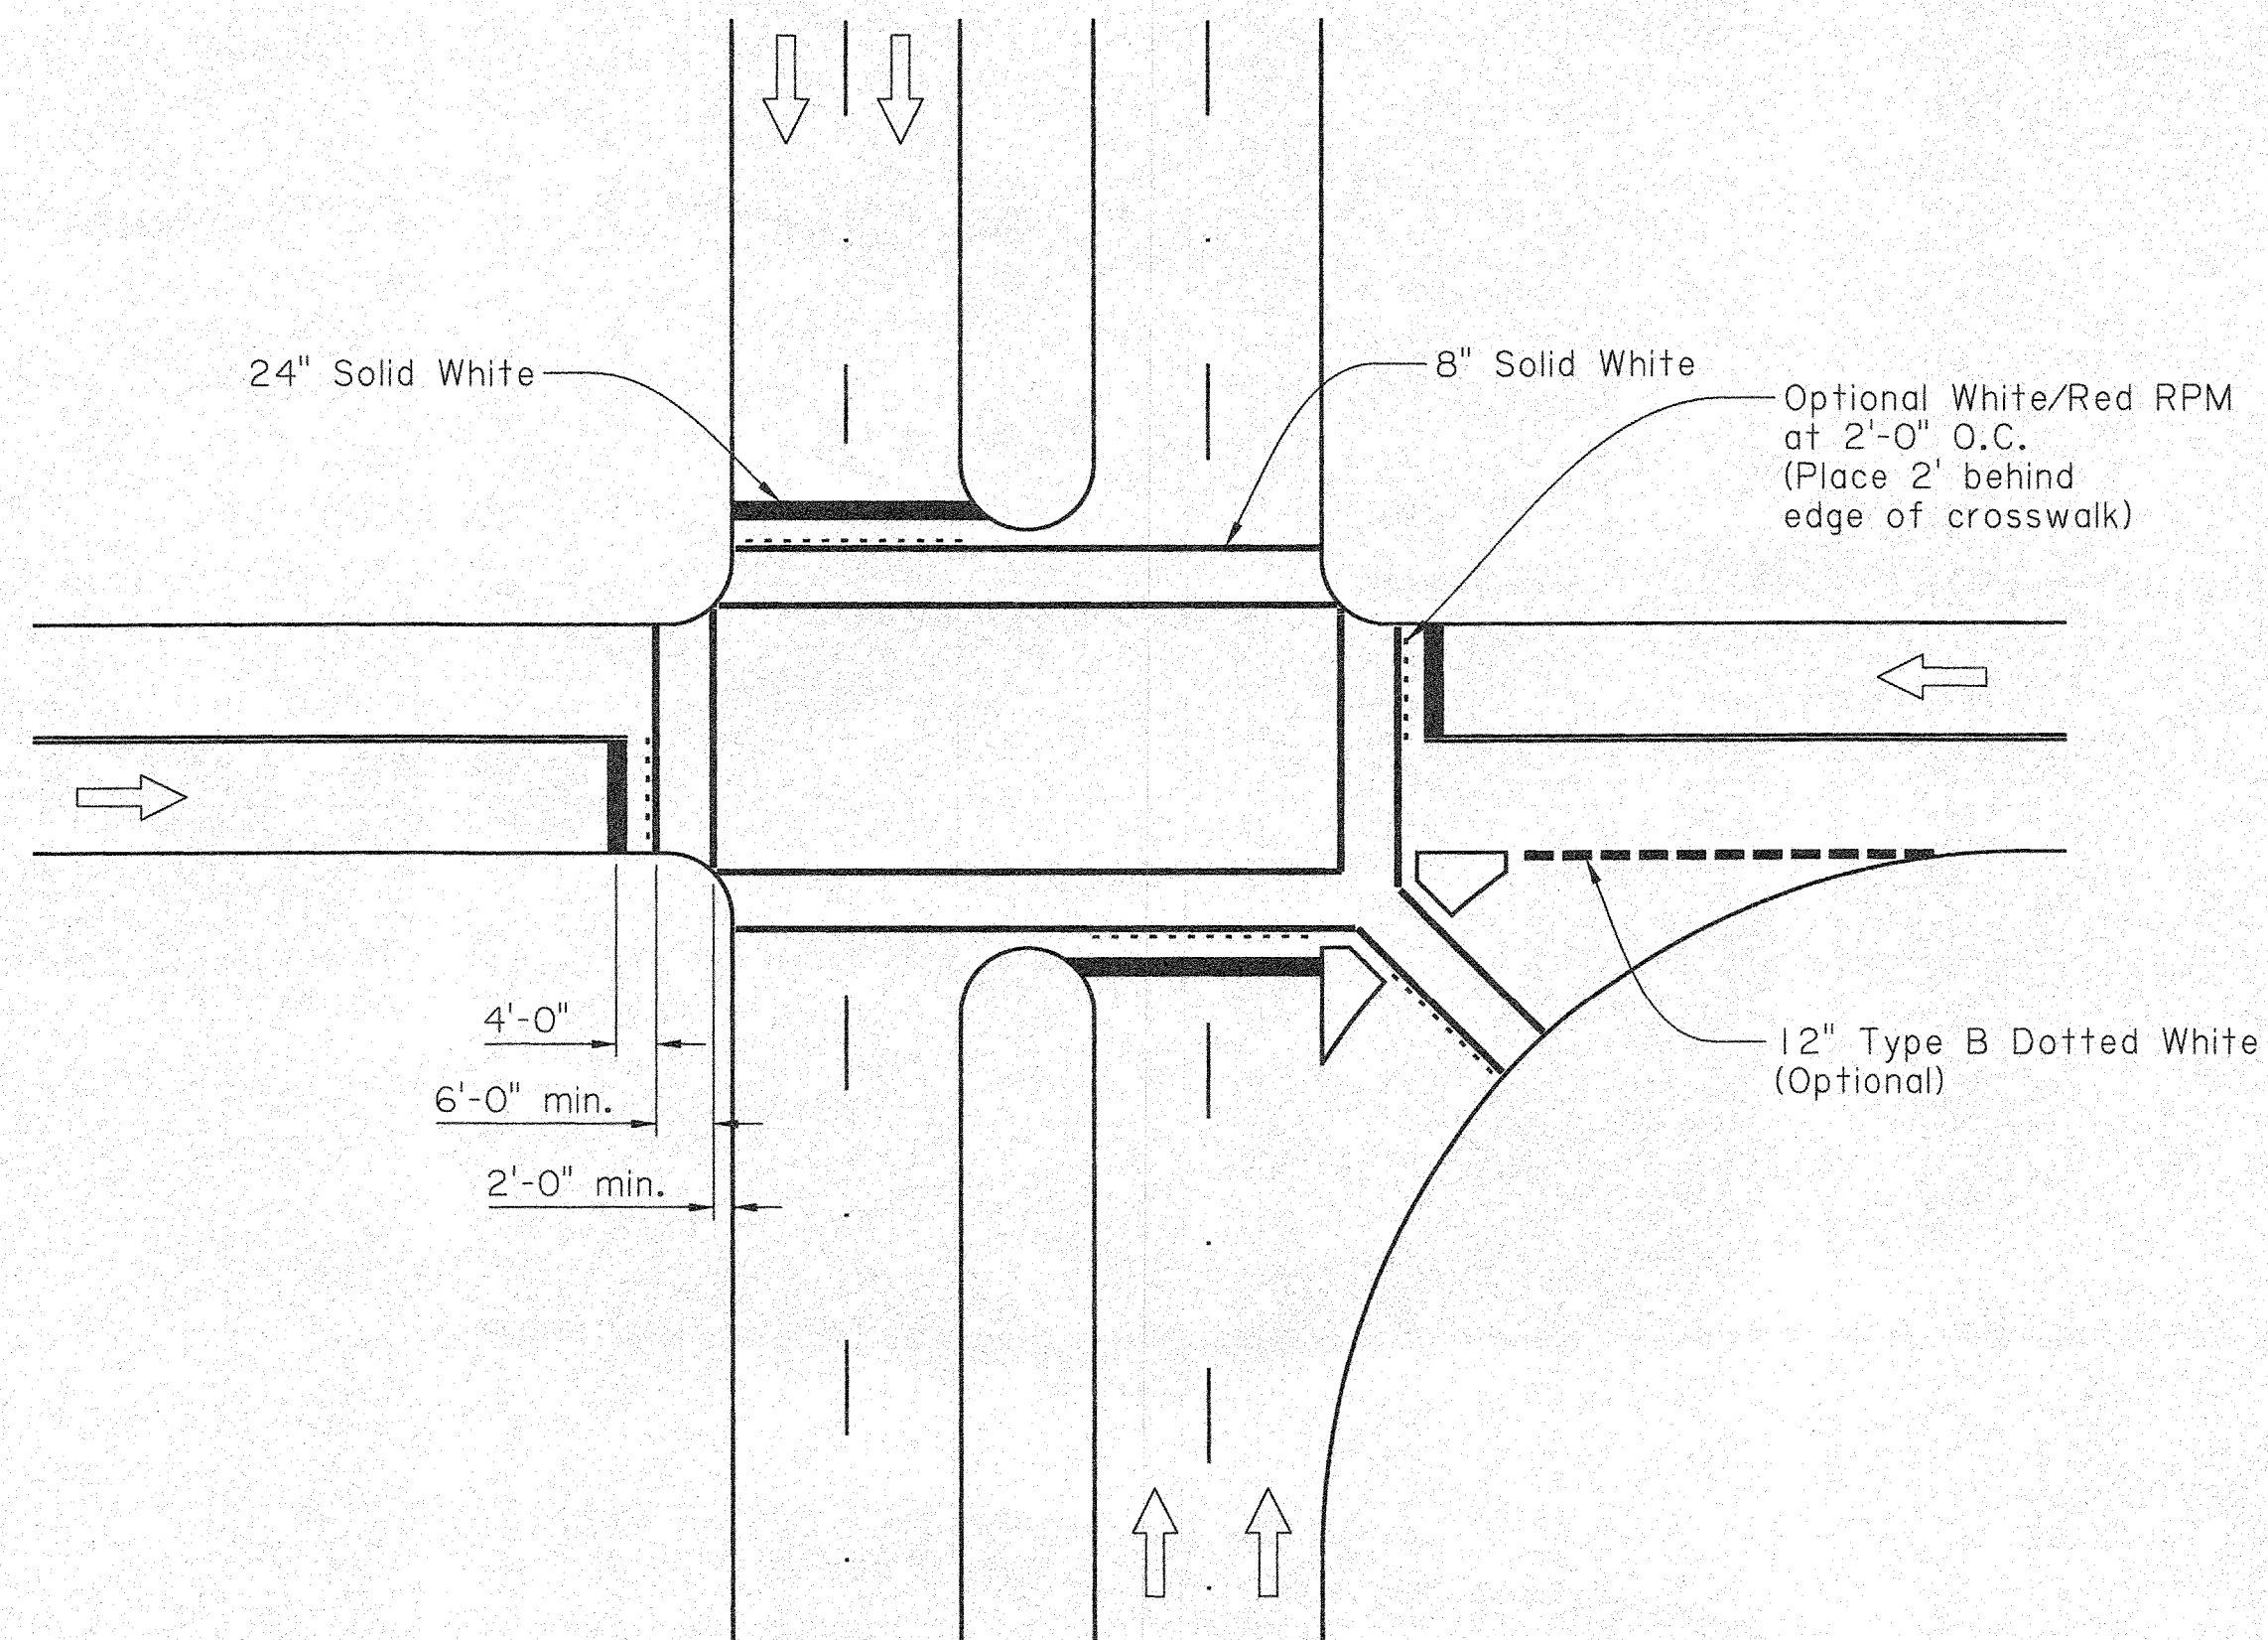 24" Solid White
8" Solid White
Optional White/Red RPM
at 2'-0" O.C.
(Place 2' behind
edge of crosswalk)
4'-0"
6'-0" min.
2'-0" min.
12" Type B Dotted White
(Optional)